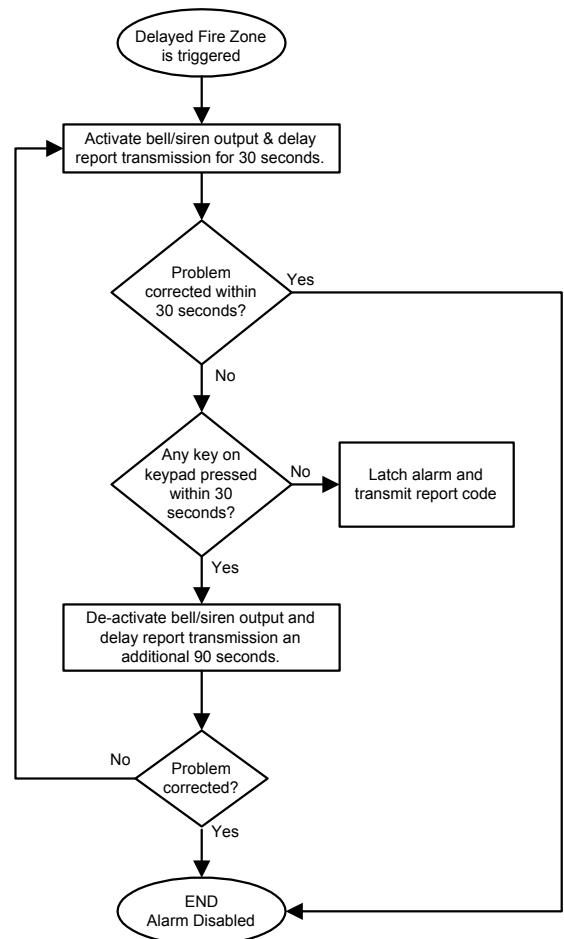 Delayed Fire Zone
is triggered
Activate bell/siren output & delay
report transmission for 30 seconds.
Problem
corrected within
30 seconds?
Yes
No
Any key on
keypad pressed
within 30
seconds?
No
Latch alarm and
transmit report code
Yes
De-activate bell/siren output and
delay report transmission an
additional 90 seconds.
No
Problem
corrected?
Yes
END
Alarm Disabled